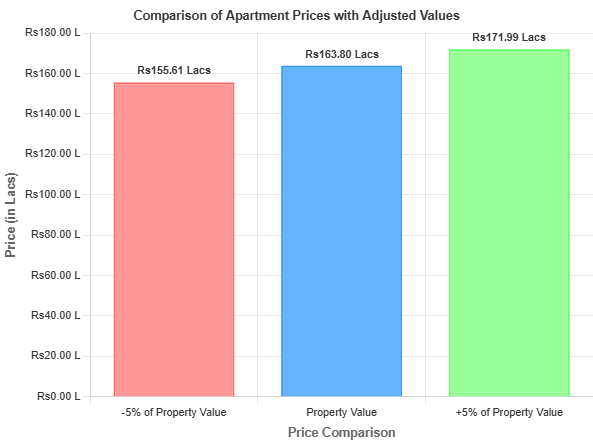 Comparison of Apartment Prices with Adjusted Values
Rs180.00 L
Rs160.00 L
Rs140.00 L
Rs120.00 L
Rs100.00 L
Rs80.00 L
Rs60.00 L
Rs40.00 L
Rs20.00 L
Rs0.00 L
Price (in Lacs)
Rs155.61 Lacs
Rs163.80 Lacs
Rs171.99 Lacs
-5% of Property Value
Property Value
+5% of Property Value
Price Comparison